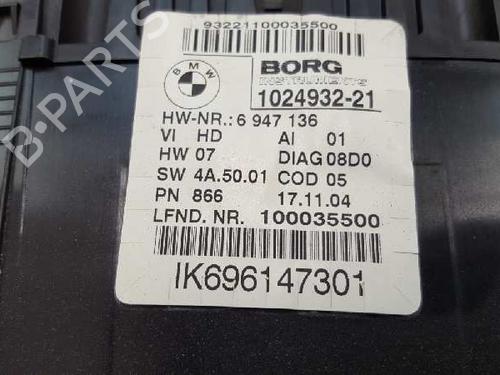 93221100035500
BMW
BORG
INSTRUMENTS
1024932-21
HW-NR.: 6 947 136
VI HD AI 01
HW 07 DIAG 08D0
SW 4A.50.01 COD 05
PN 866 17.11.04
LFND. NR. 100035500
IK696147301
B-PARTS